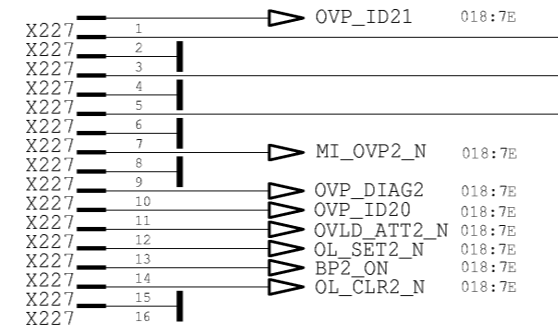 OVP_ID21 018:7E
X227 1
X227 2
X227 3
X227 4
X227 5
X227 6
X227 7 MI_OVP2_N 018:7E
X227 8
X227 9 OVP_DIAG2 018:7E
X227 10 OVP_ID20 018:7E
X227 11 OVLD_ATT2_N 018:7E
X227 12 OL_SET2_N 018:7E
X227 13 BP2_ON 018:7E
X227 14 OL_CLR2_N 018:7E
X227 15
X227 16